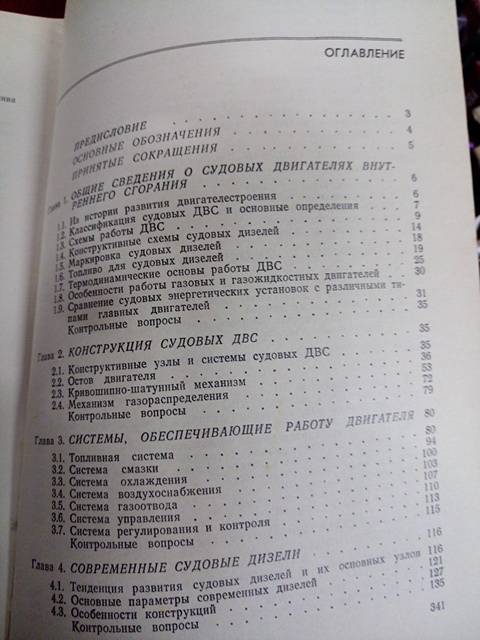 ОГЛАВЛЕНИЕ
ПРЕДИСЛОВИЕ 3
ОСНОВНЫЕ ОБОЗНАЧЕНИЯ 4
ПРИНЯТЫЕ СОКРАЩЕНИЯ 5
Глава 1. ОБЩИЕ СВЕДЕНИЯ О СУДОВЫХ ДВИГАТЕЛЯХ ВНУТ-
РЕННЕГО СГОРАНИЯ 6
1.1. Из истории развития двигателестроения 6
1.2. Классификация судовых ДВС и основные определения 7
1.3. Схемы работы ДВС 9
1.4. Конструктивные схемы судовых дизелей 14
1.5. Маркировка судовых дизелей 18
1.6. Топливо для судовых дизелей 19
1.7. Термодинамические основы работы ДВС 25
1.8. Особенности работы газовых и газожидкостных двигателей 30
1.9. Сравнение судовых энергетических установок с различными ти-
пами главных двигателей 31
Контрольные вопросы 35
Глава 2. КОНСТРУКЦИЯ СУДОВЫХ ДВС 35
2.1. Конструктивные узлы и системы судовых ДВС 35
2.2. Остов двигателя 36
2.3. Кривошипно-шатунный механизм 53
2.4. Механизм газораспределения 72
Контрольные вопросы 79
Глава 3. СИСТЕМЫ, ОБЕСПЕЧИВАЮЩИЕ РАБОТУ ДВИГАТЕЛЯ 80
3.1. Топливная система 80
3.2. Система смазки 94
3.3. Система охлаждения 100
3.4. Система воздухоснабжения 103
3.5. Система газоотвода 107
3.6. Система управления 110
3.7. Система регулирования и контроля 113
Контрольные вопросы 115
Глава 4. СОВРЕМЕННЫЕ СУДОВЫЕ ДИЗЕЛИ 116
4.1. Тенденция развития судовых дизелей и их основных узлов 116
4.2. Основные параметры современных дизелей 121
4.3. Особенности конструкций 127
Контрольные вопросы 135
341